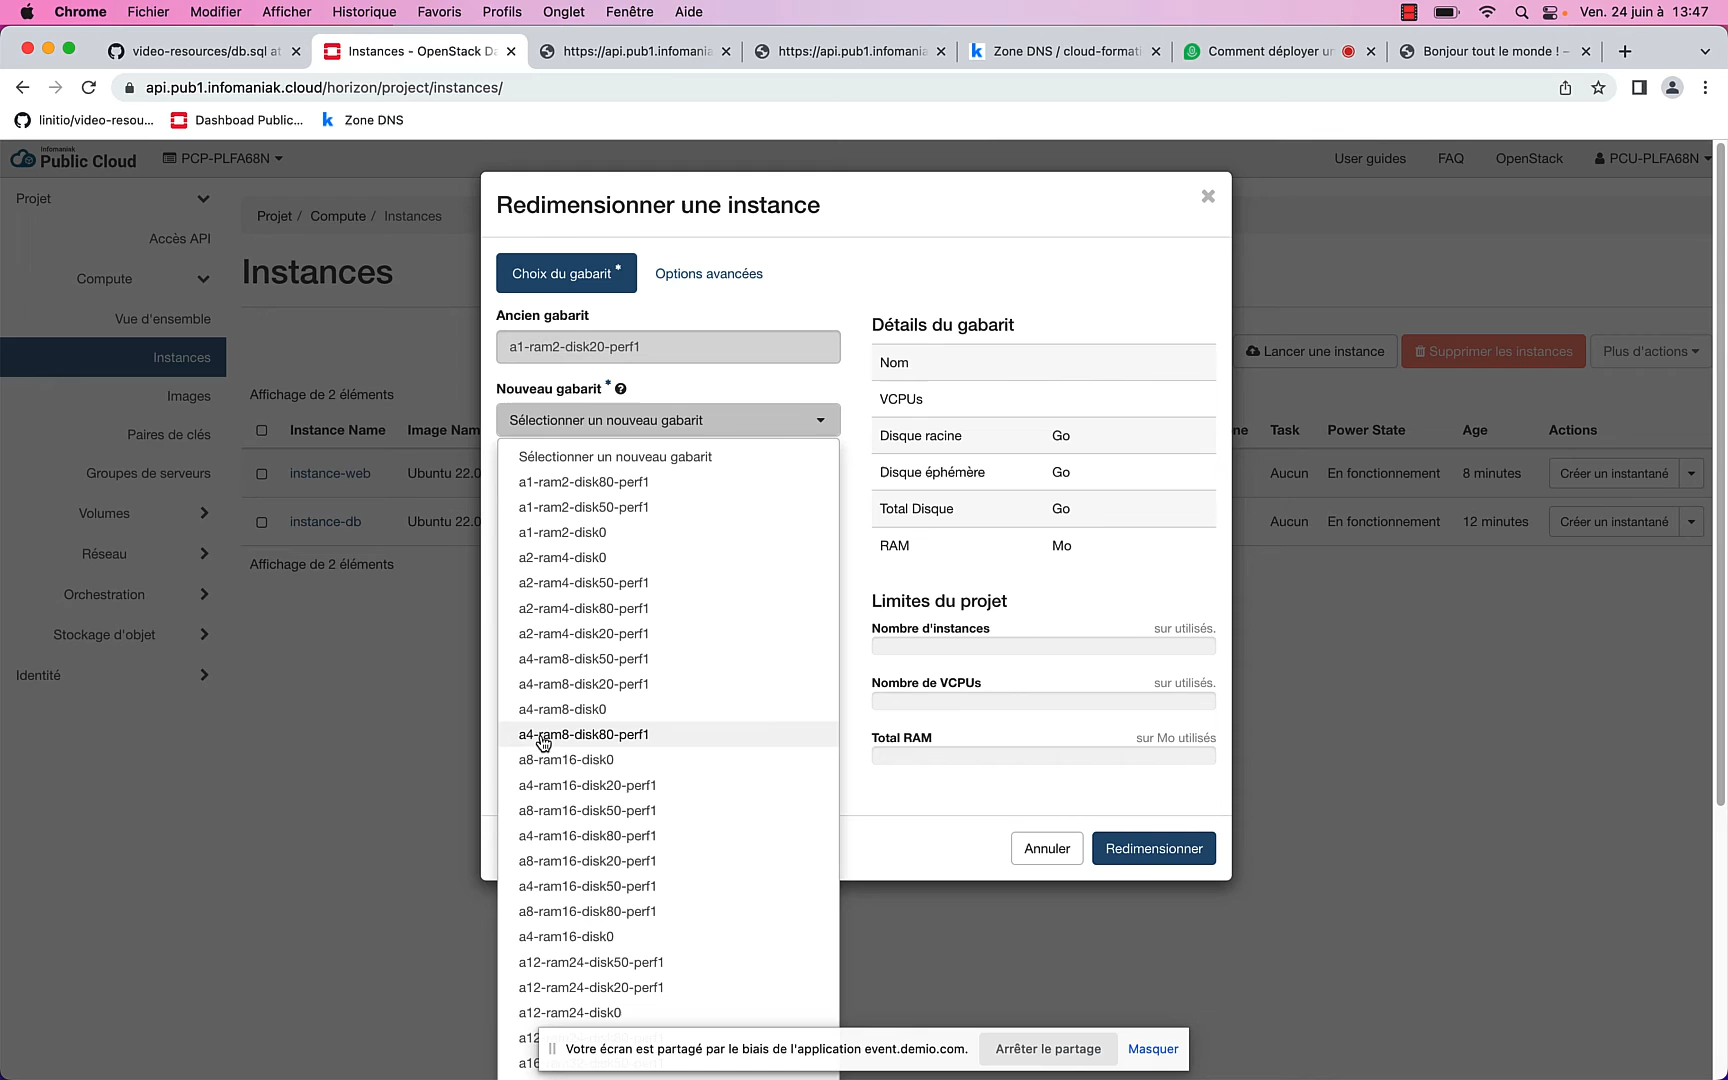 Chrome Fichier Modifier Afficher Historique Favoris Profils Onglet Fenêtre Aide Ven. 24 juin à 13:47
video-resources/db.sql at
Instances - OpenStack Da
https://api.pub1.infomania
https://api.pub1.infomania
Zone DNS / cloud-formati
Comment déployer un
Bonjour tout le monde ! –
api.pub1.infomaniak.cloud/horizon/project/instances/
linitio/video-resou... Dashboad Public... Zone DNS
infomaniak
Public Cloud
PCP-PLFA68N
User guides FAQ OpenStack PCU-PLFA68N
Projet
Accès API
Compute
Vue d'ensemble
Instances
Images
Paires de clés
Groupes de serveurs
Volumes
Réseau
Orchestration
Stockage d'objet
Identité
Projet / Compute / Instances
Instances
Lancer une instance Supprimer les instances Plus d'actions
Affichage de 2 éléments
Instance Name Image Nam ne Task Power State Age Actions
instance-web Ubuntu 22.0 Aucun En fonctionnement 8 minutes Créer un instantané
instance-db Ubuntu 22.0 Aucun En fonctionnement 12 minutes Créer un instantané
Affichage de 2 éléments
Redimensionner une instance
Choix du gabarit * Options avancées
Ancien gabarit
a1-ram2-disk20-perf1
Nouveau gabarit *
Sélectionner un nouveau gabarit
Sélectionner un nouveau gabarit
a1-ram2-disk80-perf1
a1-ram2-disk50-perf1
a1-ram2-disk0
a2-ram4-disk0
a2-ram4-disk50-perf1
a2-ram4-disk80-perf1
a2-ram4-disk20-perf1
a4-ram8-disk50-perf1
a4-ram8-disk20-perf1
a4-ram8-disk0
a4-ram8-disk80-perf1
a8-ram16-disk0
a4-ram16-disk20-perf1
a8-ram16-disk50-perf1
a4-ram16-disk80-perf1
a8-ram16-disk20-perf1
a4-ram16-disk50-perf1
a8-ram16-disk80-perf1
a4-ram16-disk0
a12-ram24-disk50-perf1
a12-ram24-disk20-perf1
a12-ram24-disk0
Détails du gabarit
Nom
VCPUs
Disque racine Go
Disque éphémère Go
Total Disque Go
RAM Mo
Limites du projet
Nombre d'instances sur utilisés.
Nombre de VCPUs sur utilisés.
Total RAM sur Mo utilisés
Annuler Redimensionner
Votre écran est partagé par le biais de l'application event.demio.com. Arrêter le partage Masquer